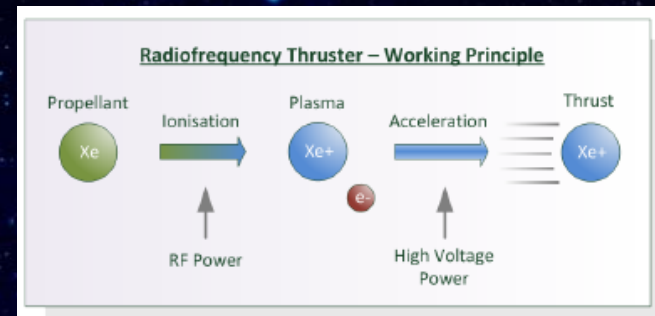 Radiofrequency Thruster – Working Principle
Propellant
Ionisation
Plasma
Acceleration
Thrust
Xe
Xe+
e-
Xe+
RF Power
High Voltage
Power